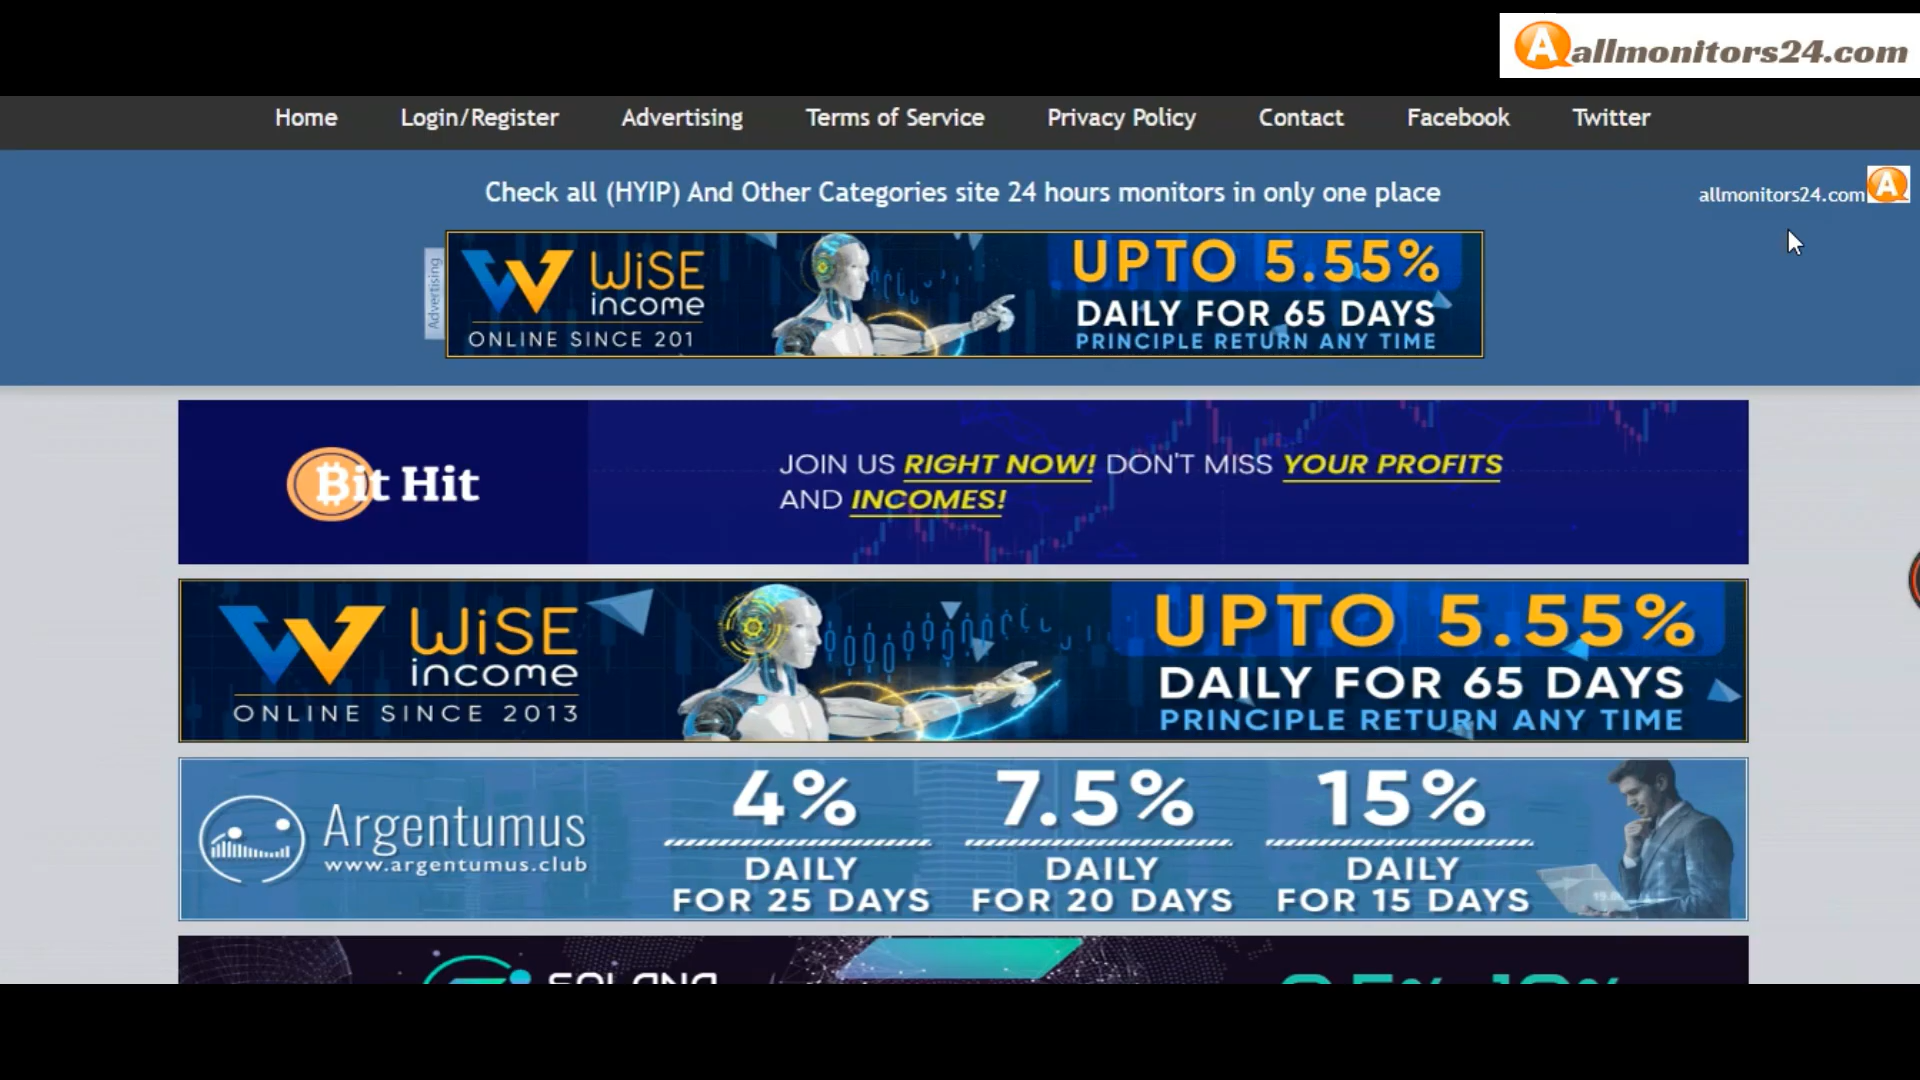 allmonitors24.com
Home Login/Register Advertising Terms of Service Privacy Policy Contact Facebook Twitter
Check all (HYIP) And Other Categories site 24 hours monitors in only one place
allmonitors24.com
Advertising
WiSE
income
ONLINE SINCE 201
UPTO 5.55%
DAILY FOR 65 DAYS
PRINCIPLE RETURN ANY TIME
Bit Hit
JOIN US RIGHT NOW! DON'T MISS YOUR PROFITS
AND INCOMES!
WiSE
income
ONLINE SINCE 2013
UPTO 5.55%
DAILY FOR 65 DAYS
PRINCIPLE RETURN ANY TIME
Argentumus
www.argentumus.club
4%
DAILY
FOR 25 DAYS
7.5%
DAILY
FOR 20 DAYS
15%
DAILY
FOR 15 DAYS